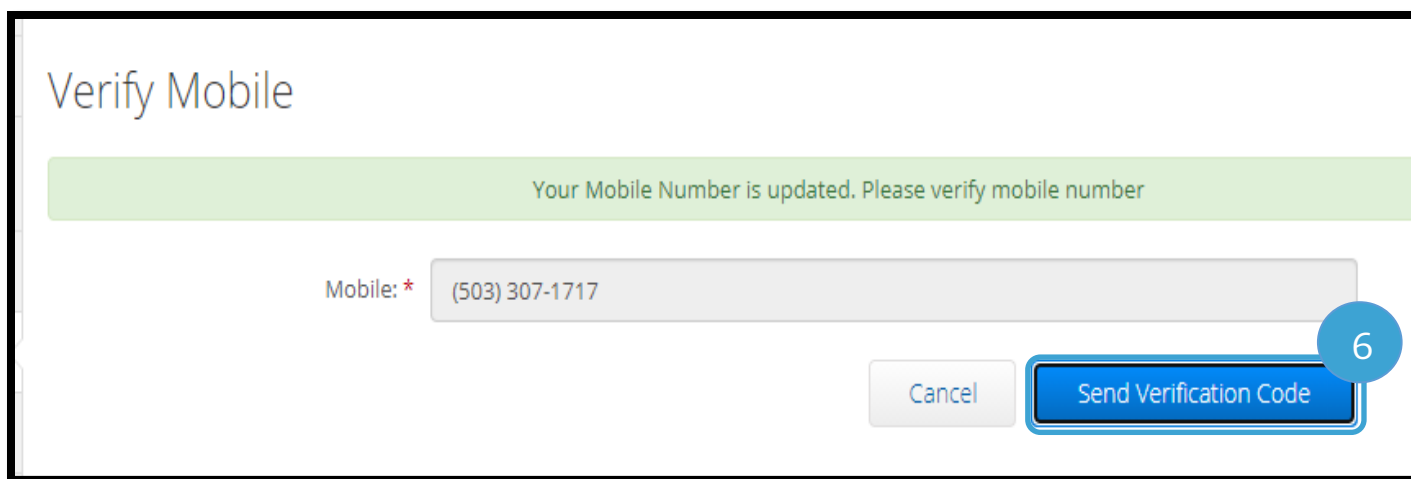 Verify Mobile
Your Mobile Number is updated. Please verify mobile number
Mobile: * (503) 307-1717
6
Cancel Send Verification Code